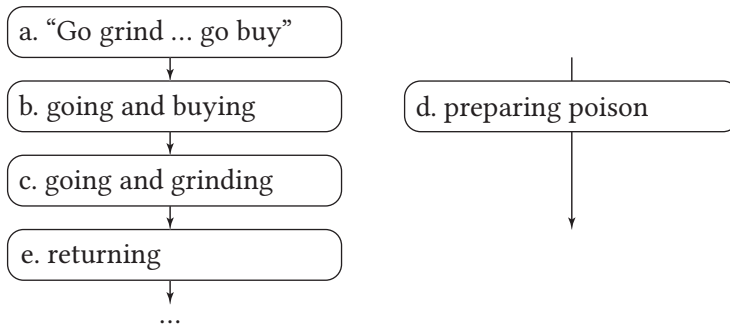 a. “Go grind … go buy”
b. going and buying
d. preparing poison
c. going and grinding
e. returning
…